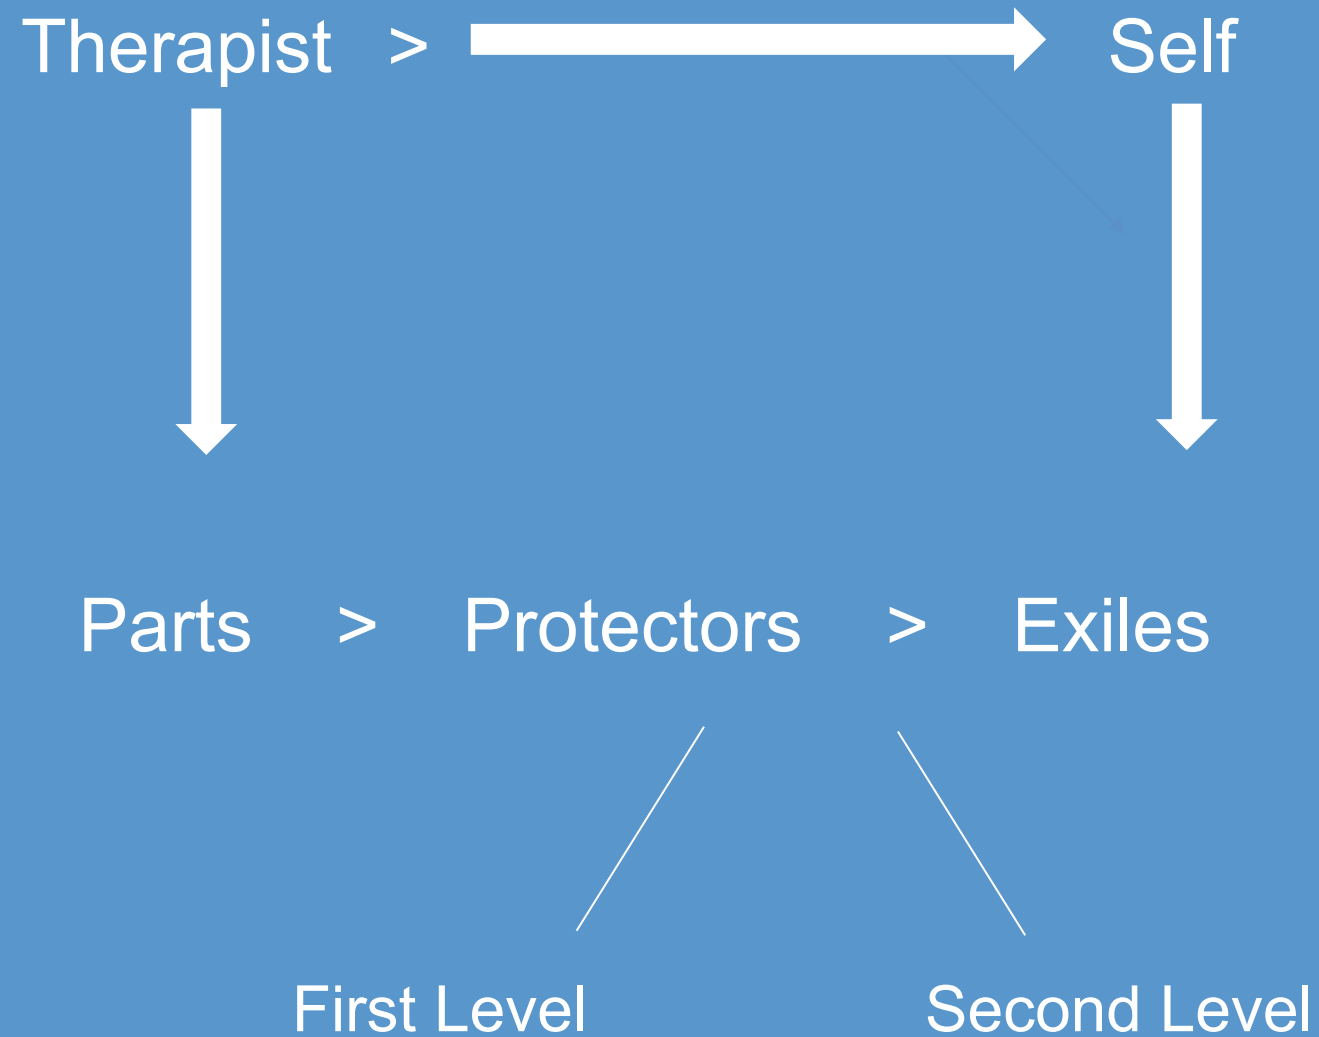 Therapist > Self
Parts > Protectors > Exiles
First Level Second Level